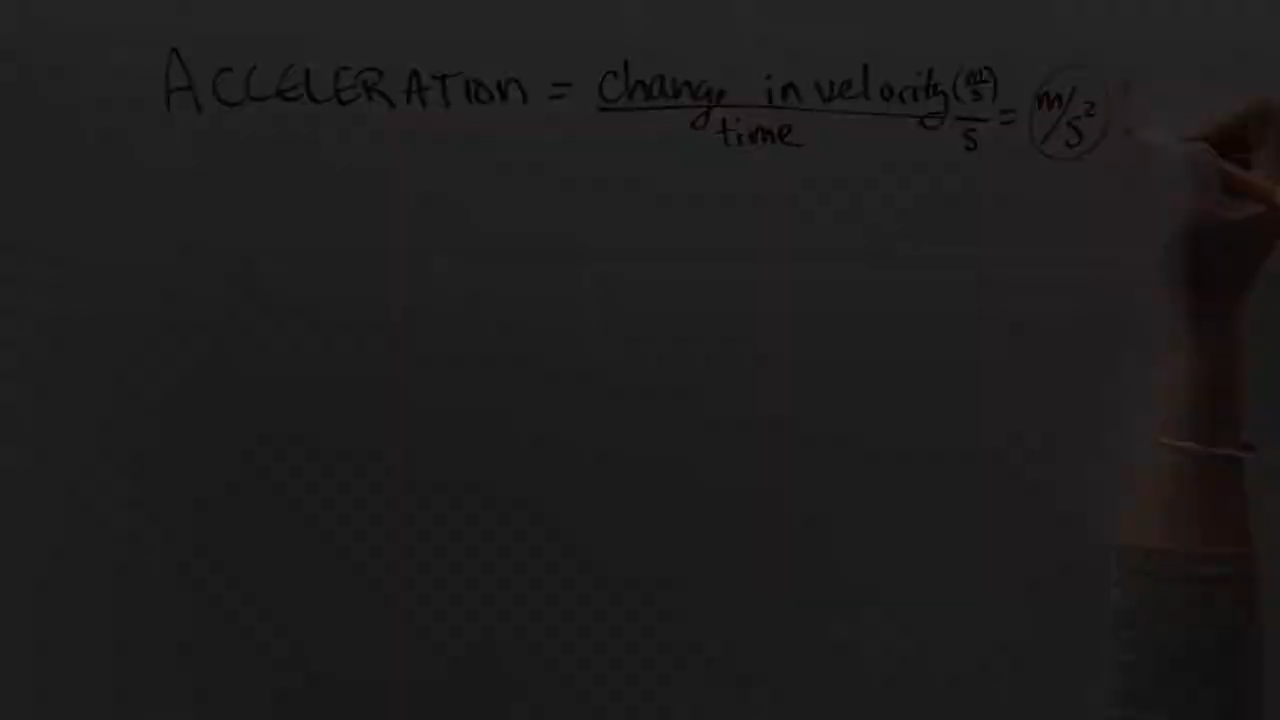 ACCELERATION = change in velocity (m/s) = m/s²
time s